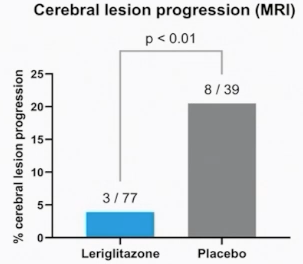 Cerebral lesion progression (MRI)
p < 0.01
% cerebral lesion progression
25
20
15
10
5
0
8 / 39
3 / 77
Leriglitazone
Placebo